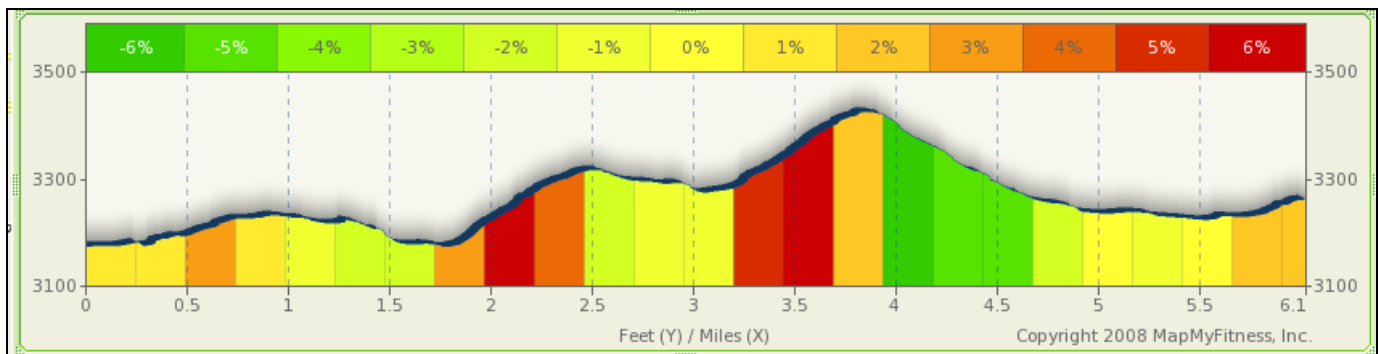 -6% -5% -4% -3% -2% -1% 0% 1% 2% 3% 4% 5% 6%
3500 3500
3300 3300
3100 3100
0 0.5 1 1.5 2 2.5 3 3.5 4 4.5 5 5.5 6.1
Feet (Y) / Miles (X) Copyright 2008 MapMyFitness, Inc.